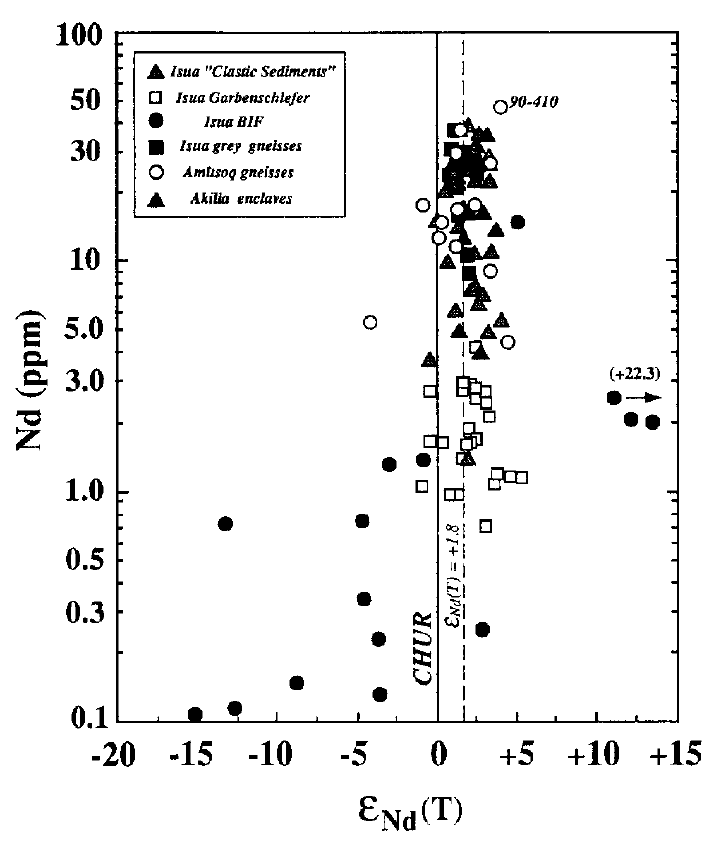 100
50
30
10
5.0
3.0
1.0
0.5
0.3
0.1
Nd (ppm)
Isua "Clastic Sediments"
Isua Garbenschiefer
Isua BIF
Isua grey gneisses
Amitsoq gneisses
Akilia enclaves
90-410
(+22.3)
CHUR
εNd(T) = +1.8
-20 -15 -10 -5 0 +5 +10 +15
εNd(T)